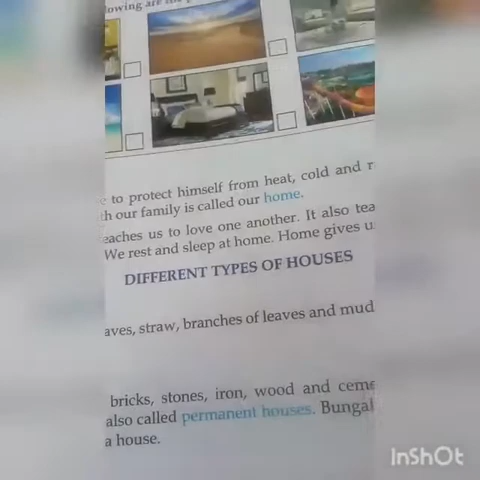 lowing are
to protect himself from heat, cold and r
th our family is called our home.
eaches us to love one another. It also tea
We rest and sleep at home. Home gives u
DIFFERENT TYPES OF HOUSES
aves, straw, branches of leaves and mud
bricks, stones, iron, wood and ceme
also called permanent houses. Bungal
a house.
InShOt